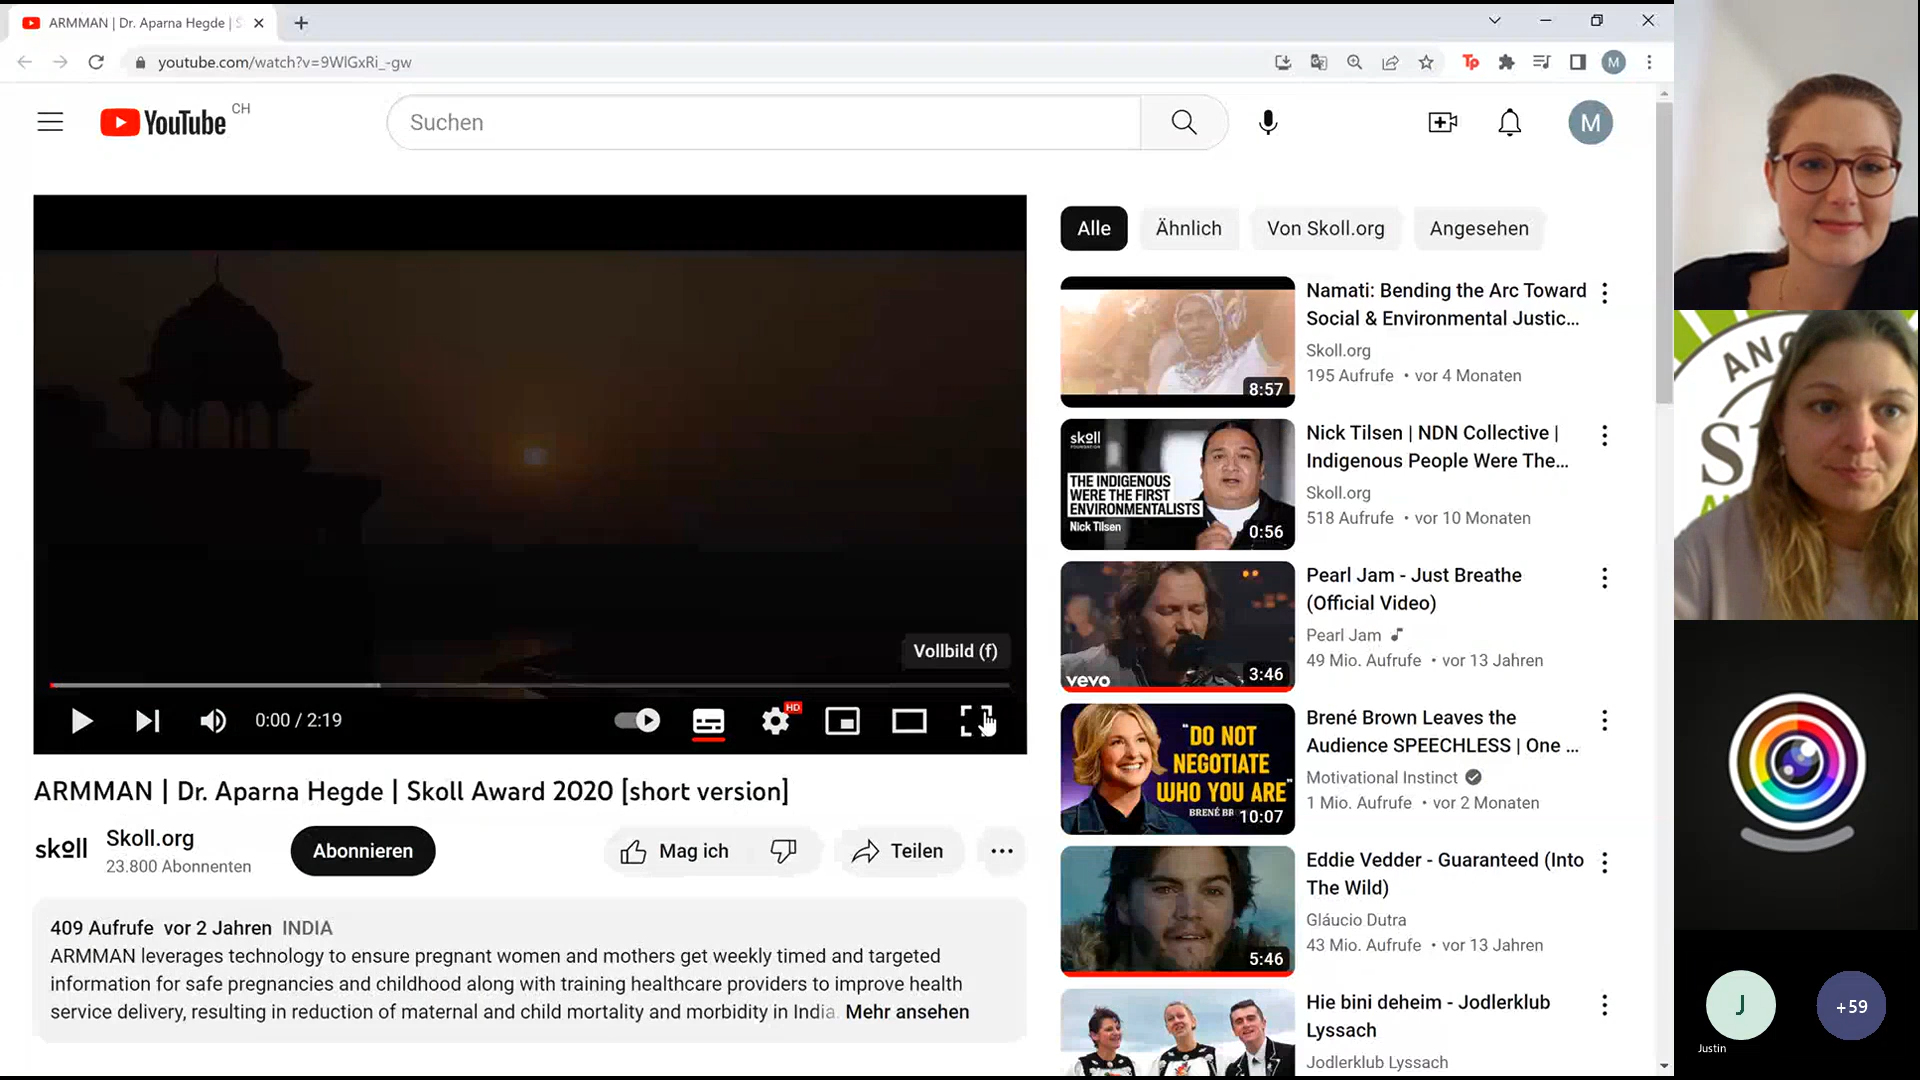 ARMMAN | Dr. Aparna Hegde | S
youtube.com/watch?v=9WlGxRi_-gw
Tp
M
YouTube CH
Suchen
M
Vollbild (f)
0:00 / 2:19
HD
ARMMAN | Dr. Aparna Hegde | Skoll Award 2020 [short version]
skoll
Skoll.org
23.800 Abonnenten
Abonnieren
Mag ich
Teilen
409 Aufrufe vor 2 Jahren INDIA
ARMMAN leverages technology to ensure pregnant women and mothers get weekly timed and targeted
information for safe pregnancies and childhood along with training healthcare providers to improve health
service delivery, resulting in reduction of maternal and child mortality and morbidity in India. Mehr ansehen
Alle
Ähnlich
Von Skoll.org
Angesehen
8:57
Namati: Bending the Arc Toward
Social & Environmental Justic...
Skoll.org
195 Aufrufe • vor 4 Monaten
skoll
FOUNDATION
THE INDIGENOUS
WERE THE FIRST
ENVIRONMENTALISTS
Nick Tilsen
0:56
Nick Tilsen | NDN Collective |
Indigenous People Were The...
Skoll.org
518 Aufrufe • vor 10 Monaten
vevo
3:46
Pearl Jam - Just Breathe
(Official Video)
Pearl Jam
49 Mio. Aufrufe • vor 13 Jahren
"DO NOT
NEGOTIATE
WHO YOU ARE"
BRENÉ BR
10:07
Brené Brown Leaves the
Audience SPEECHLESS | One ...
Motivational Instinct
1 Mio. Aufrufe • vor 2 Monaten
5:46
Eddie Vedder - Guaranteed (Into
The Wild)
Gláucio Dutra
43 Mio. Aufrufe • vor 13 Jahren
Hie bini deheim - Jodlerklub
Lyssach
Jodlerklub Lyssach
J
Justin
+59